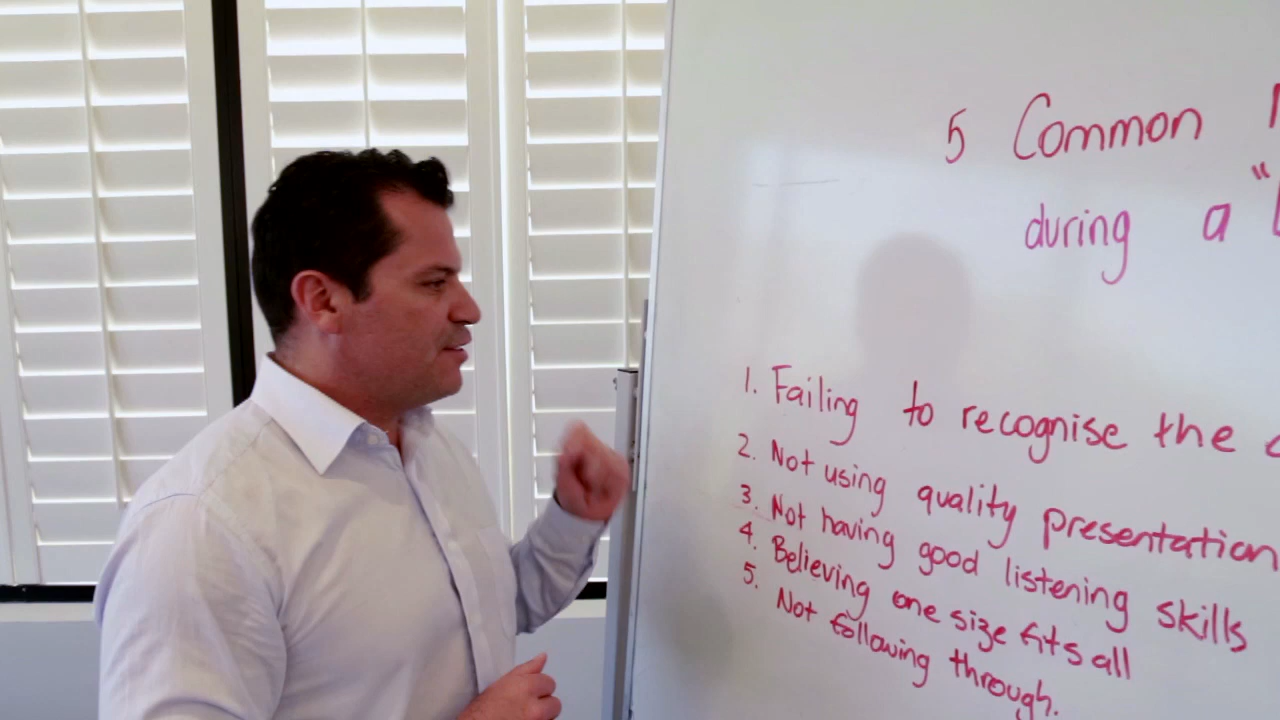 5 Common
during a "
1. Failing to recognise the
2. Not using quality presentation
3. Not having good listening skills
4. Believing one size fits all
5. Not following through.